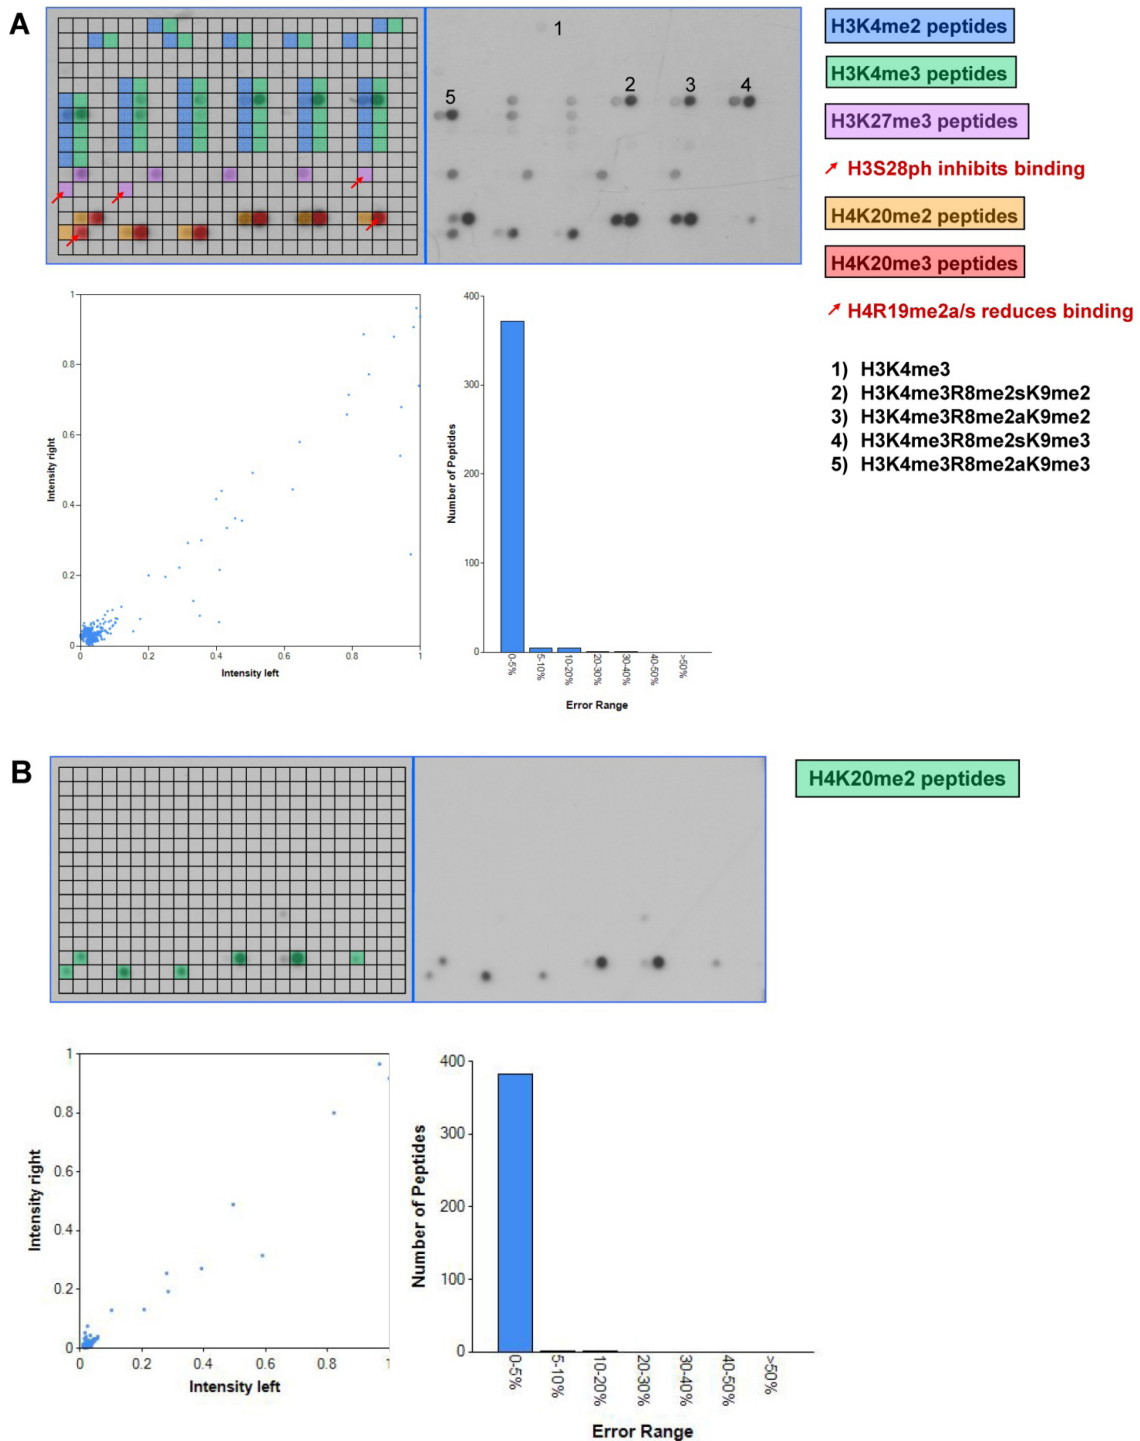 A
1
2
3
4
5
H3K4me2 peptides
H3K4me3 peptides
H3K27me3 peptides
H3S28ph inhibits binding
H4K20me2 peptides
H4K20me3 peptides
H4R19me2a/s reduces binding
1) H3K4me3
2) H3K4me3R8me2sK9me2
3) H3K4me3R8me2aK9me2
4) H3K4me3R8me2sK9me3
5) H3K4me3R8me2aK9me3
Intensity right
1
0.8
0.6
0.4
0.2
0
0 0.2 0.4 0.6 0.8 1
Intensity left
Number of Peptides
400
300
200
100
0
0-5% 5-10% 10-20% 20-30% 30-40% 40-50% >50%
Error Range
B
H4K20me2 peptides
Intensity right
1
0.8
0.6
0.4
0.2
0
0 0.2 0.4 0.6 0.8 1
Intensity left
Number of Peptides
400
300
200
100
0
0-5% 5-10% 10-20% 20-30% 30-40% 40-50% >50%
Error Range